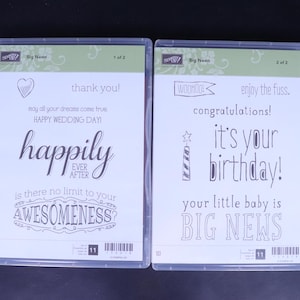 Big News
1 of 2
thank you!
may all your dreams come true
HAPPY WEDDING DAY!
happily
EVER
AFTER
is there no limit to your
AWESOMENESS
11
Big News
2 of 2
enjoy the fuss.
congratulations!
it's your
birthday!
your little baby is
BIG NEWS
11